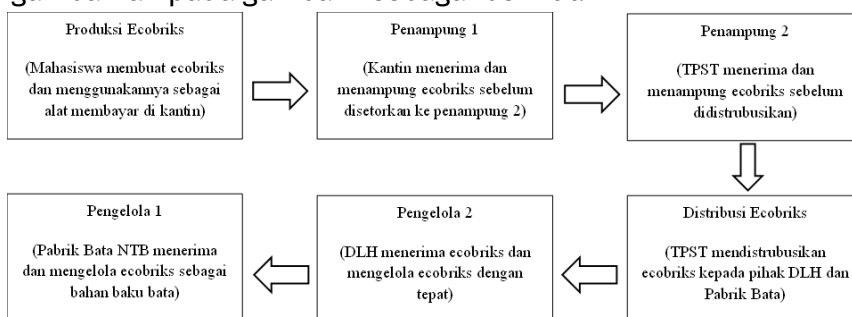 Produksi Ecobriks
(Mahasiswa membuat ecobriks
dan menggunakannya sebagai
alat membayar di kantin)
Penampung 1
(Kantin menerima dan
menampung ecobriks sebelum
disetorkan ke penampung 2)
Penampung 2
(TPST menerima dan
menampung ecobriks sebelum
didistrubusikan)
Distribusi Ecobriks
(TPST mendistrubusikan
ecobriks kepada pihak DLH dan
Pabrik Bata)
Pengelola 2
(DLH menerima ecobriks dan
mengelola ecobriks dengan
tepat)
Pengelola 1
(Pabrik Bata NTB menerima
dan mengelola ecobriks sebagai
bahan baku bata)